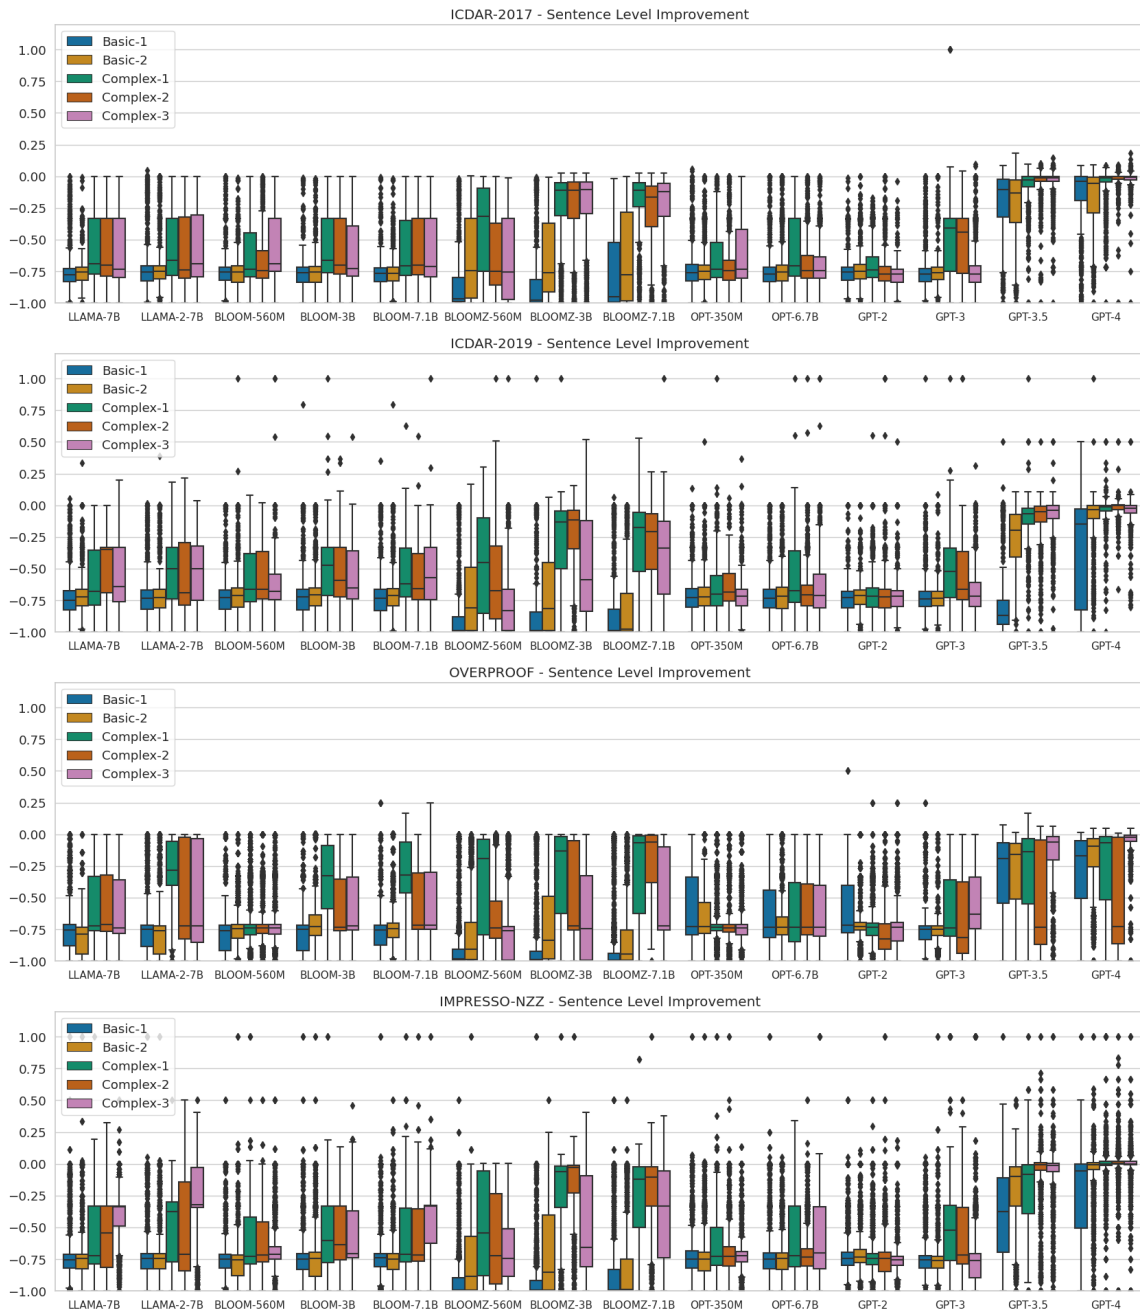 ICDAR-2017 - Sentence Level Improvement
1.00
0.75
0.50
0.25
0.00
−0.25
−0.50
−0.75
−1.00
Basic-1
Basic-2
Complex-1
Complex-2
Complex-3
LLAMA-7B LLAMA-2-7B BLOOM-560M BLOOM-3B BLOOM-7.1B BLOOMZ-560M BLOOMZ-3B BLOOMZ-7.1B OPT-350M OPT-6.7B GPT-2 GPT-3 GPT-3.5 GPT-4
ICDAR-2019 - Sentence Level Improvement
1.00
0.75
0.50
0.25
0.00
−0.25
−0.50
−0.75
−1.00
Basic-1
Basic-2
Complex-1
Complex-2
Complex-3
LLAMA-7B LLAMA-2-7B BLOOM-560M BLOOM-3B BLOOM-7.1B BLOOMZ-560M BLOOMZ-3B BLOOMZ-7.1B OPT-350M OPT-6.7B GPT-2 GPT-3 GPT-3.5 GPT-4
OVERPROOF - Sentence Level Improvement
1.00
0.75
0.50
0.25
0.00
−0.25
−0.50
−0.75
−1.00
Basic-1
Basic-2
Complex-1
Complex-2
Complex-3
LLAMA-7B LLAMA-2-7B BLOOM-560M BLOOM-3B BLOOM-7.1B BLOOMZ-560M BLOOMZ-3B BLOOMZ-7.1B OPT-350M OPT-6.7B GPT-2 GPT-3 GPT-3.5 GPT-4
IMPRESSO-NZZ - Sentence Level Improvement
1.00
0.75
0.50
0.25
0.00
−0.25
−0.50
−0.75
−1.00
Basic-1
Basic-2
Complex-1
Complex-2
Complex-3
LLAMA-7B LLAMA-2-7B BLOOM-560M BLOOM-3B BLOOM-7.1B BLOOMZ-560M BLOOMZ-3B BLOOMZ-7.1B OPT-350M OPT-6.7B GPT-2 GPT-3 GPT-3.5 GPT-4